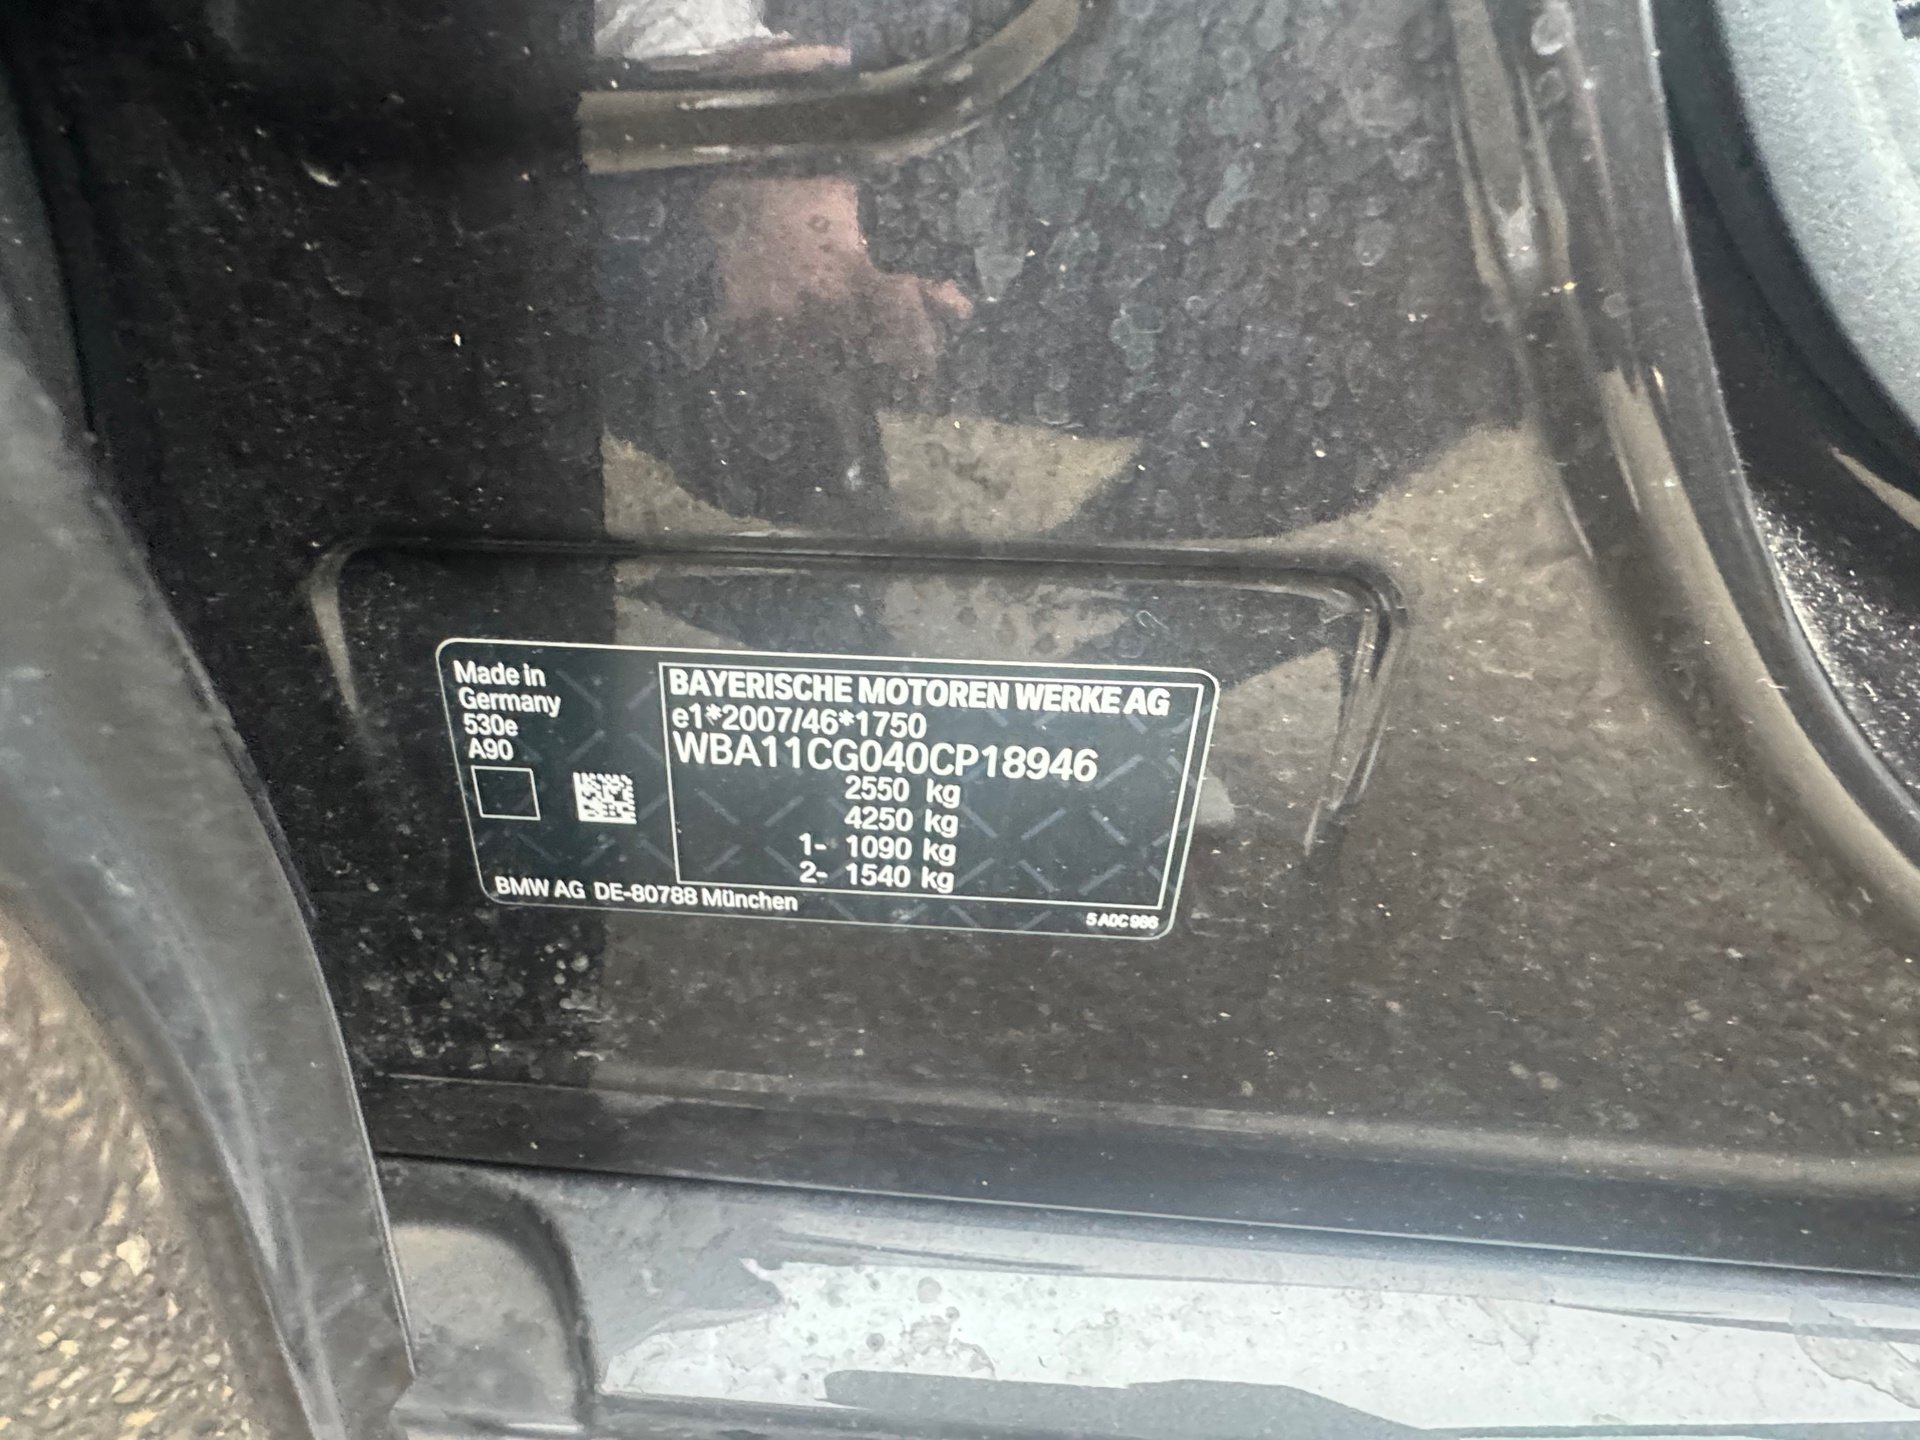 Made in
Germany
530e
A90
BAYERISCHE MOTOREN WERKE AG
e1*2007/46*1750
WBA11CG040CP18946
2550 kg
4250 kg
1- 1090 kg
2- 1540 kg
BMW AG DE-80788 München
5 A0C 986